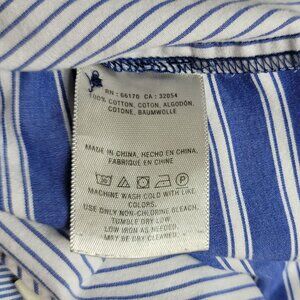 RN : 66170 CA : 32054
100% COTTON, COTON, ALGODÓN,
COTONE, BAUMWOLLE
MADE IN CHINA, HECHO EN CHINA,
FABRIQUÉ EN CHINE
MACHINE WASH COLD WITH LIKE
COLORS.
USE ONLY NON-CHLORINE BLEACH.
TUMBLE DRY LOW.
LOW IRON AS NEEDED.
MAY BE DRY CLEANED